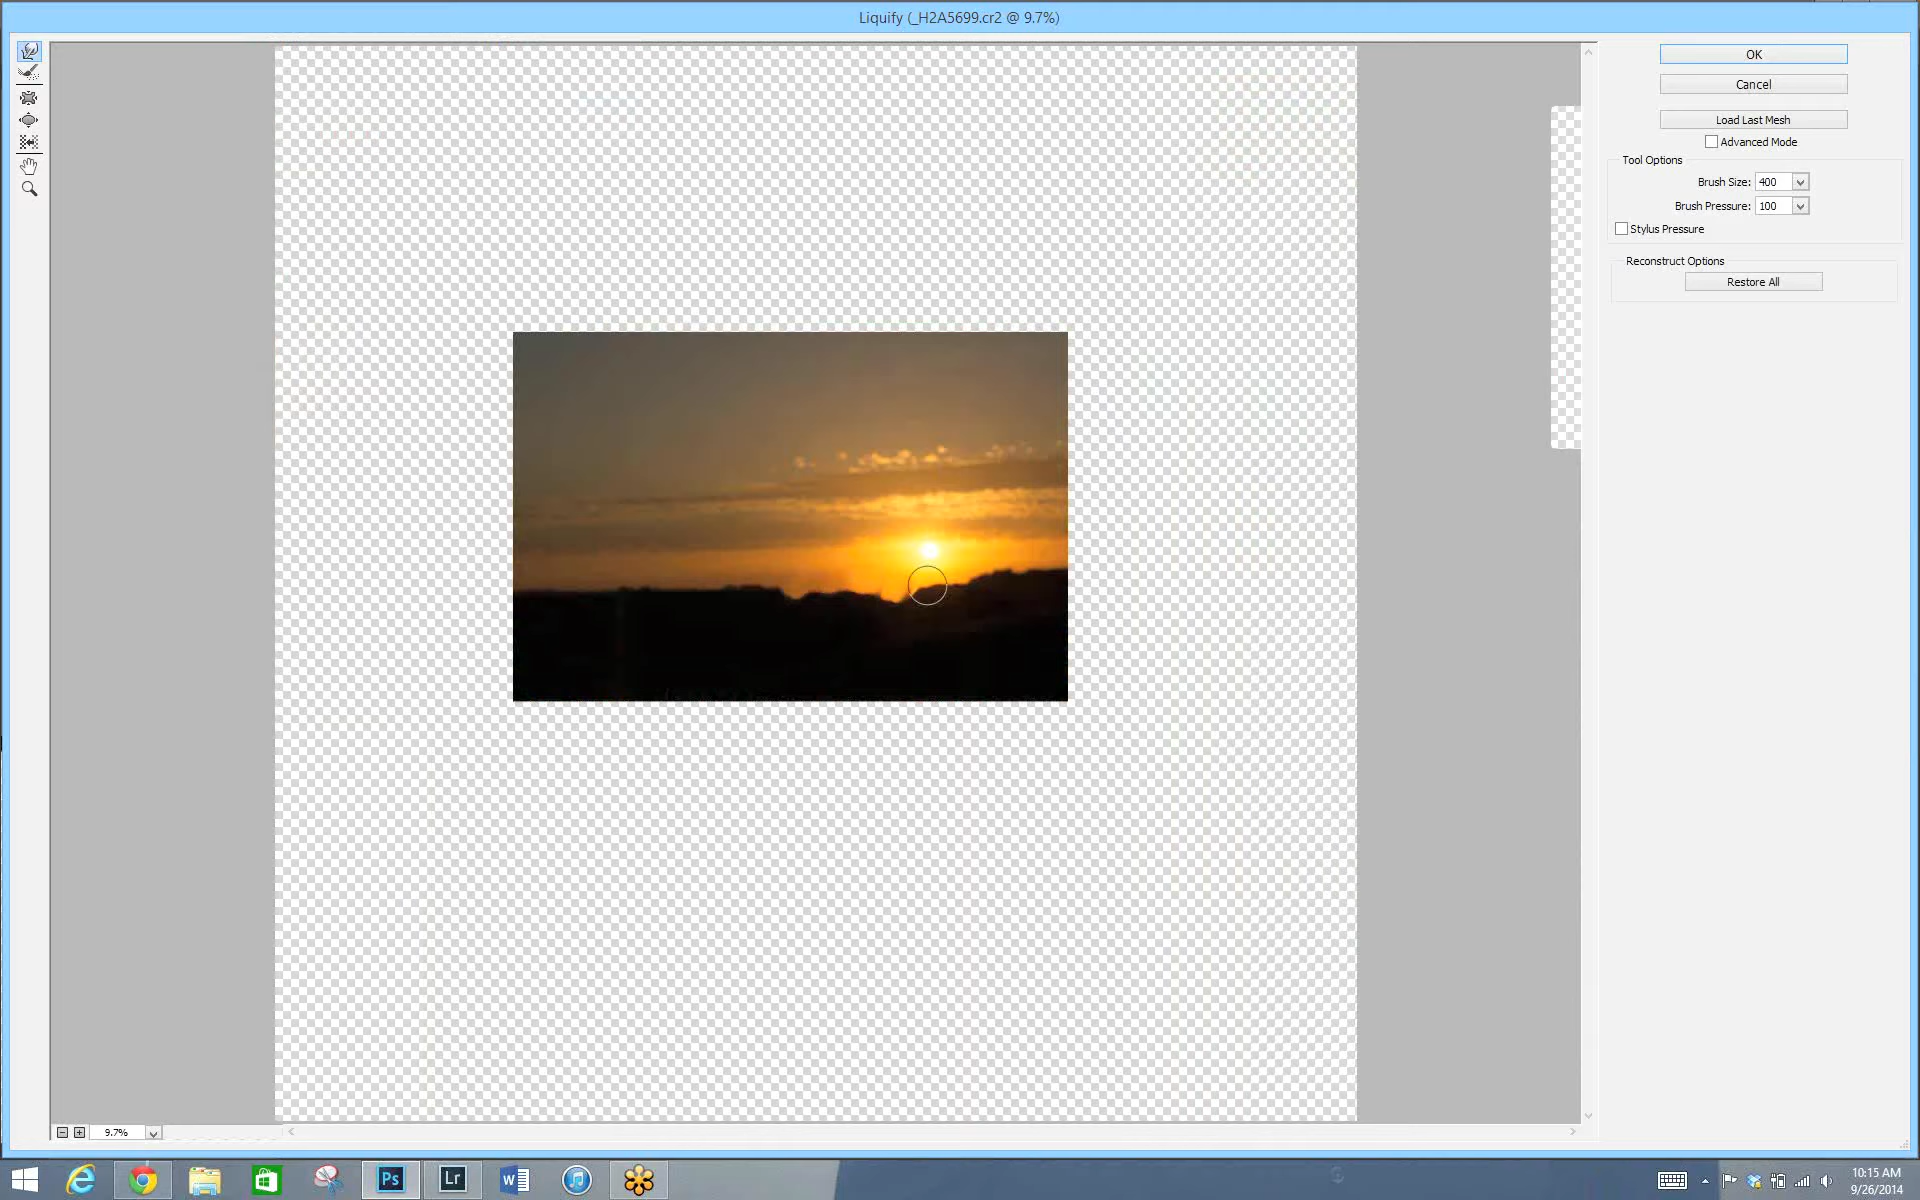 Liquify (_H2A5699.cr2 @ 9.7%)
OK
Cancel
Load Last Mesh
Advanced Mode
Tool Options
Brush Size: 400
Brush Pressure: 100
Stylus Pressure
Reconstruct Options
Restore All
9.7%
Ps
Lr
W
10:15 AM
9/26/2014